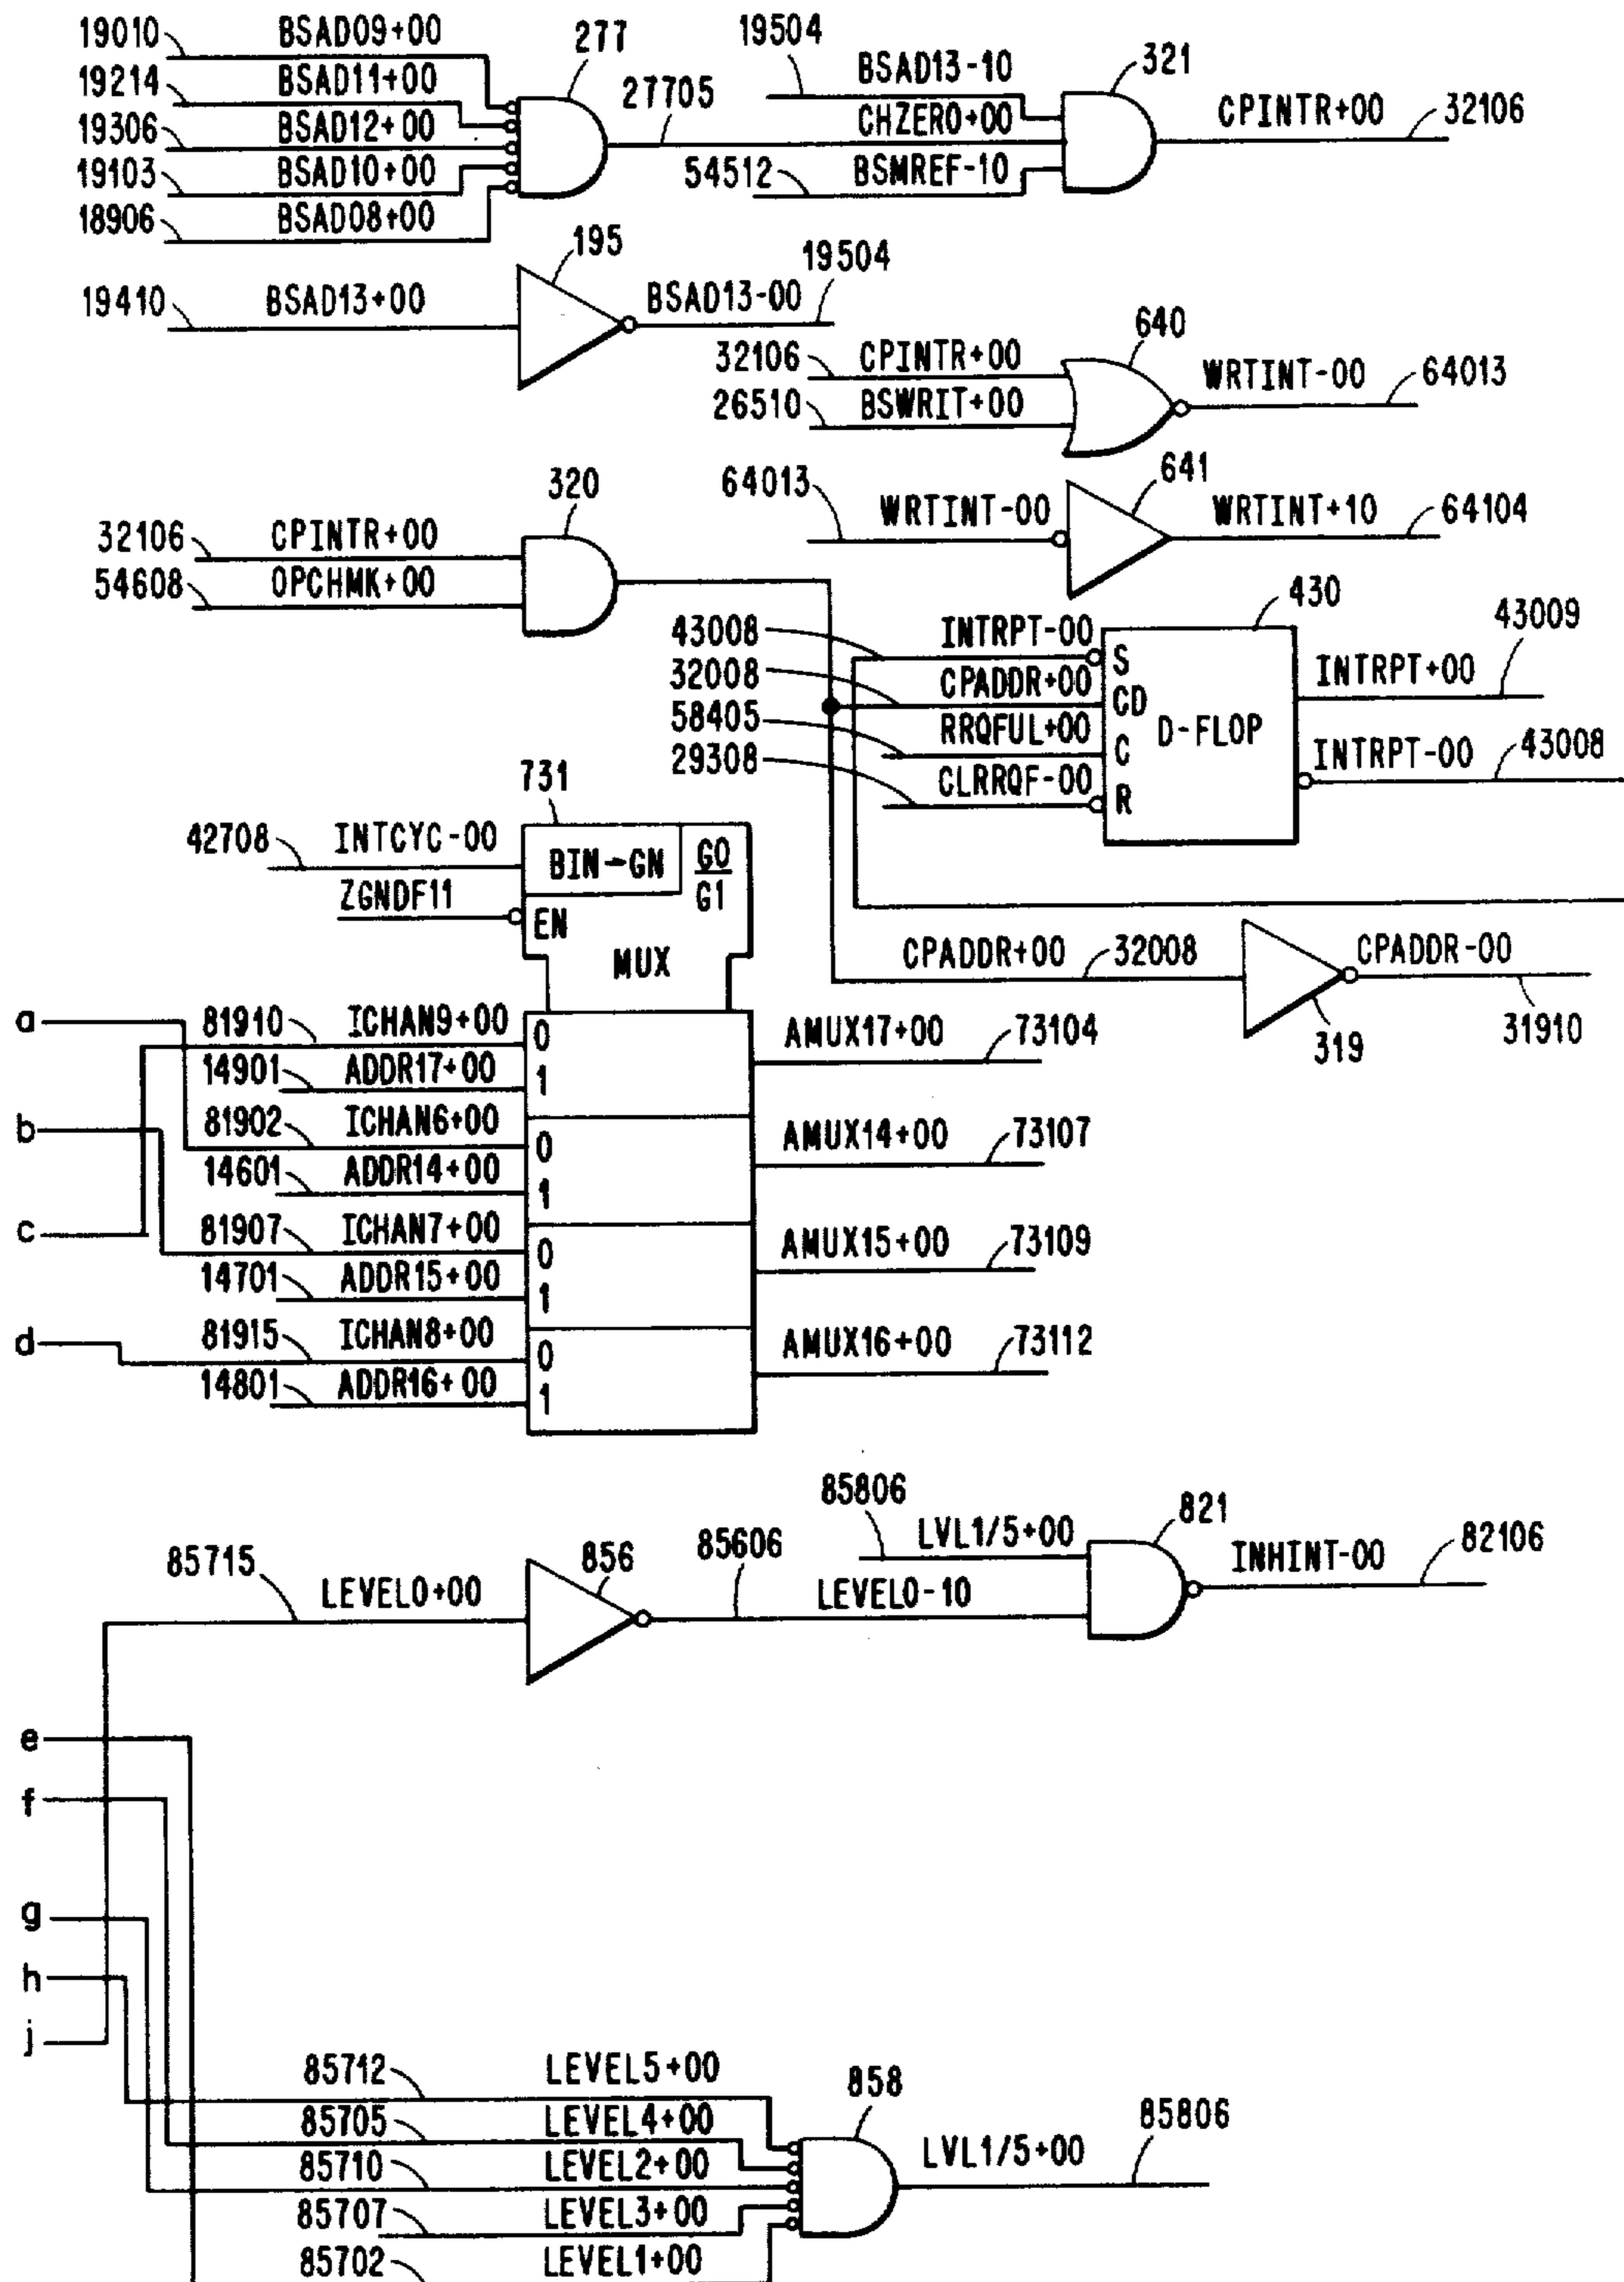 19010 BSAD09+00 277 19504
19214 BSAD11+00 27705 BSAD13-10 321
19306 BSAD12+00 CHZERO+00 CPINTR+00 32106
19103 BSAD10+00 54512 BSMREF-10
18906 BSAD08+00
195 19504
19410 BSAD13+00 BSAD13-00
640
32106 CPINTR+00 WRTINT-00 64013
26510 BSWRIT+00
320 64013 WRTINT-00 641 WRTINT+10 64104
32106 CPINTR+00
54608 OPCHMK+00
430 43009
43008 INTRPT-00 S
32008 CPADDR+00 CD INTRPT+00
58405 RRQFUL+00 C D-FLOP
29308 CLRRQF-00 R INTRPT-00 43008
731
42708 INTCYC-00 BIN-GN G0
G1
ZGNDF11 EN
MUX
CPADDR+00 32008 CPADDR-00
319 31910
a 81910 ICHAN9+00 0 AMUX17+00 73104
14901 ADDR17+00 1
b 81902 ICHAN6+00 0 AMUX14+00 73107
14601 ADDR14+00 1
c 81907 ICHAN7+00 0 AMUX15+00 73109
14701 ADDR15+00 1
d 81915 ICHAN8+00 0 AMUX16+00 73112
14801 ADDR16+00 1
85806 821
LVL1/5+00 INHINT-00 82106
85715 856 85606
LEVEL0+00 LEVEL0-10
e
f
g
h
j
85712 LEVEL5+00 858
85705 LEVEL4+00 85806
85710 LEVEL2+00 LVL1/5+00
85707 LEVEL3+00
85702 LEVEL1+00